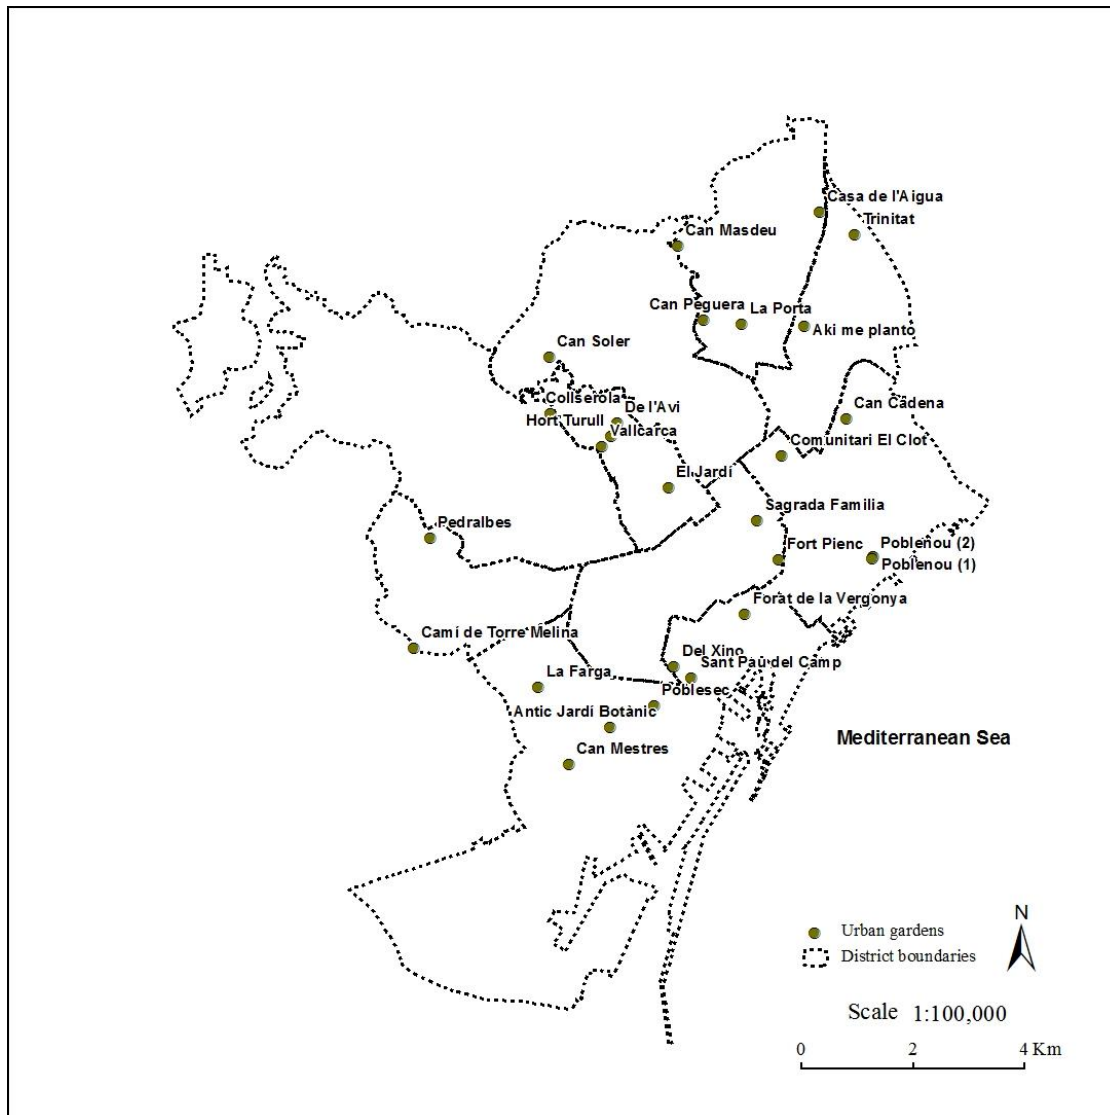 Casa de l'Aigua
Trinitat
Can Masdeu
Can Peguera
La Porta
Aki me planto
Can Soler
Collserola
De l'Avi
Can Cadena
Hort Turull
Vallcarca
Comunitari El Clot
El Jardí
Sagrada Familia
Pedralbes
Fort Pienc
Poblenou (2)
Poblenou (1)
Forat de la Vergonya
Camí de Torre Melina
Del Xino
Sant Pau del Camp
La Farga
Poblesec
Antic Jardí Botànic
Can Mestres
Mediterranean Sea
N
Urban gardens
District boundaries
Scale 1:100,000
0 2 4 Km